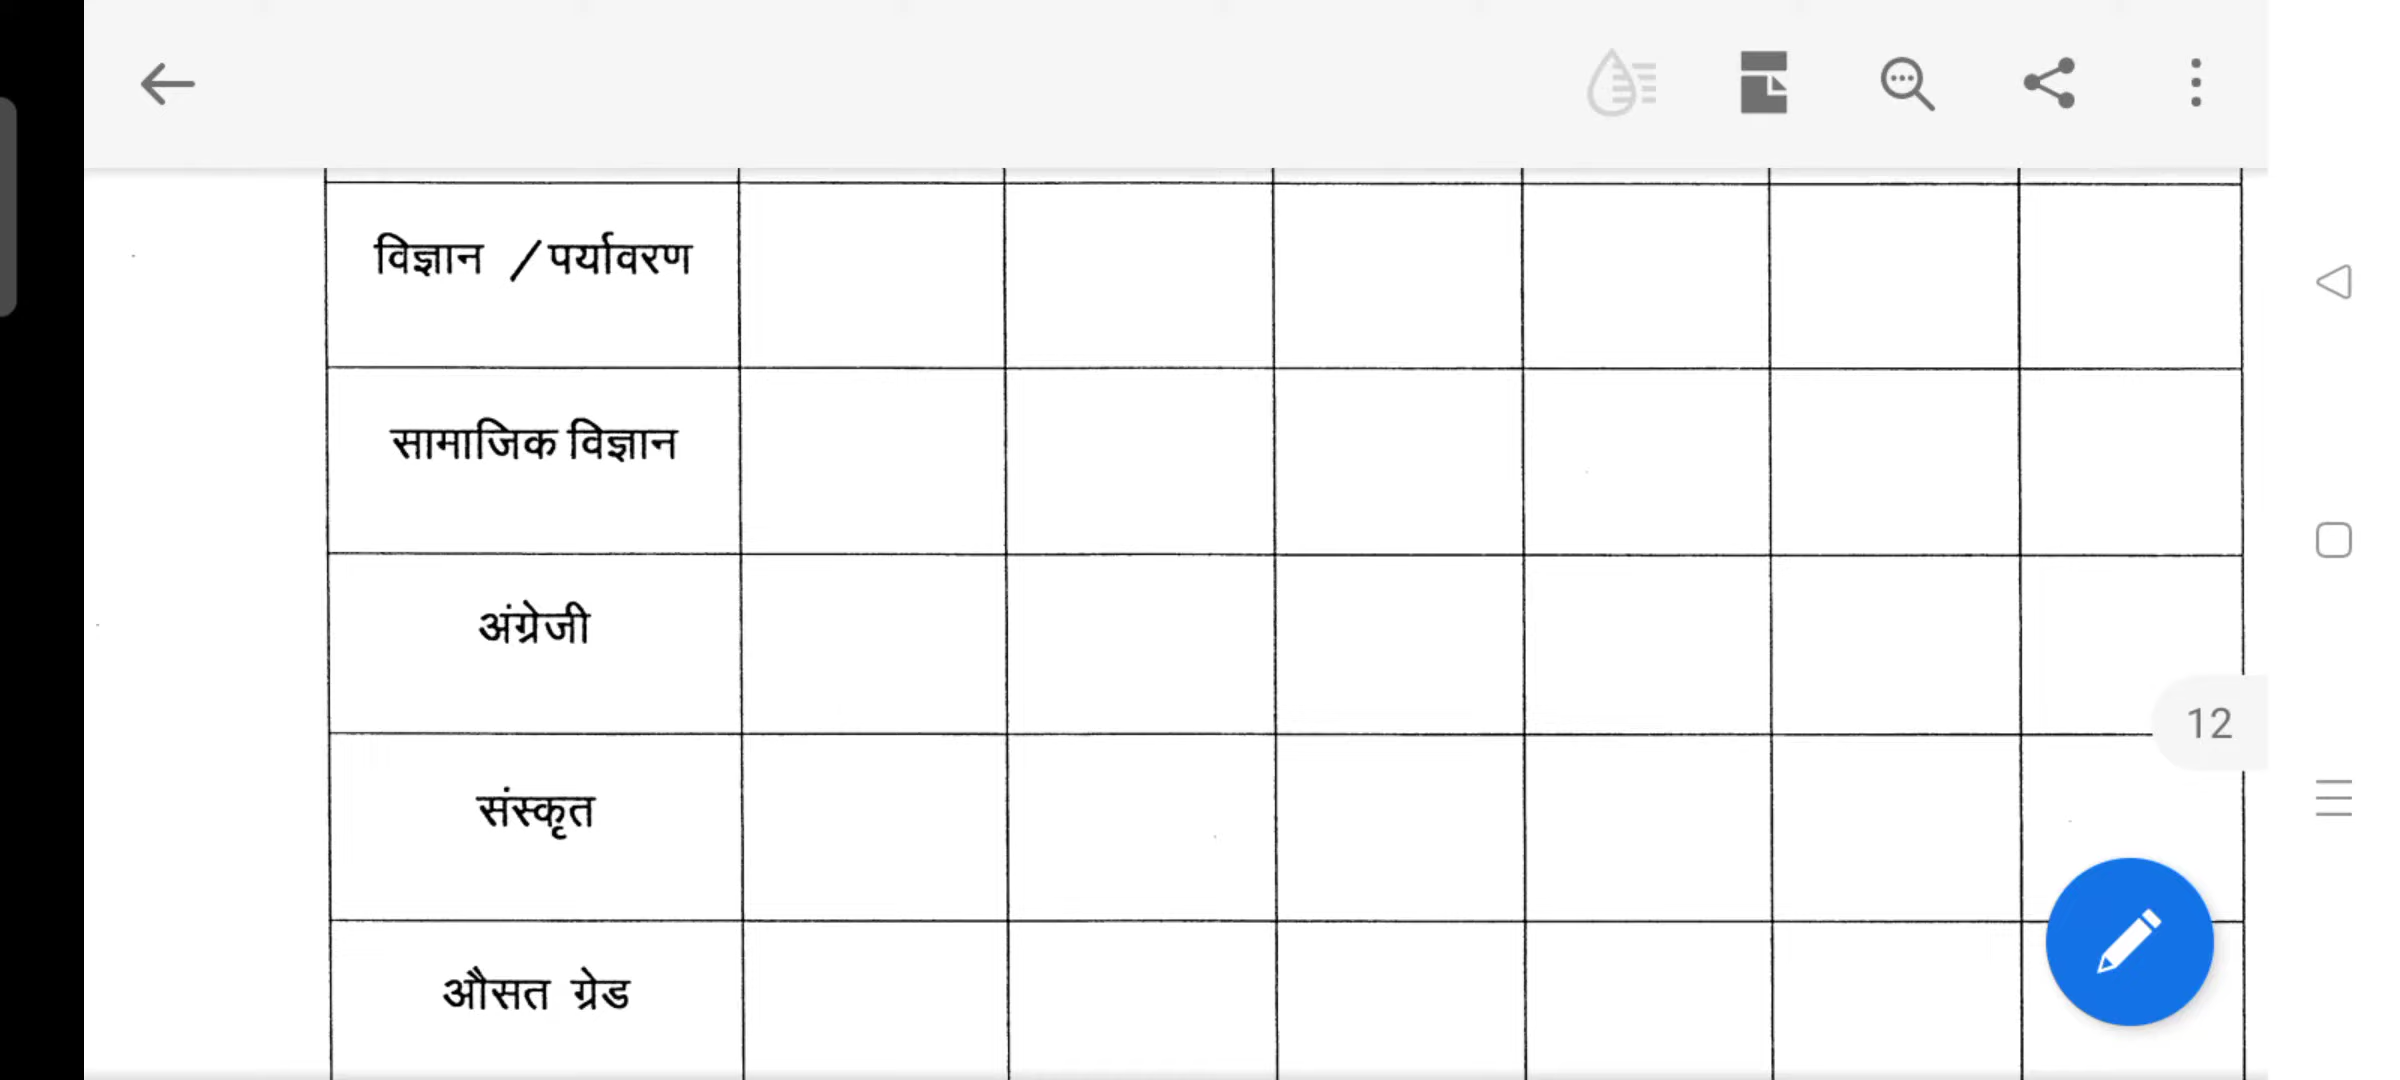 विज्ञान / पर्यावरण
सामाजिक विज्ञान
अंग्रेजी
12
संस्कृत
औसत ग्रेड